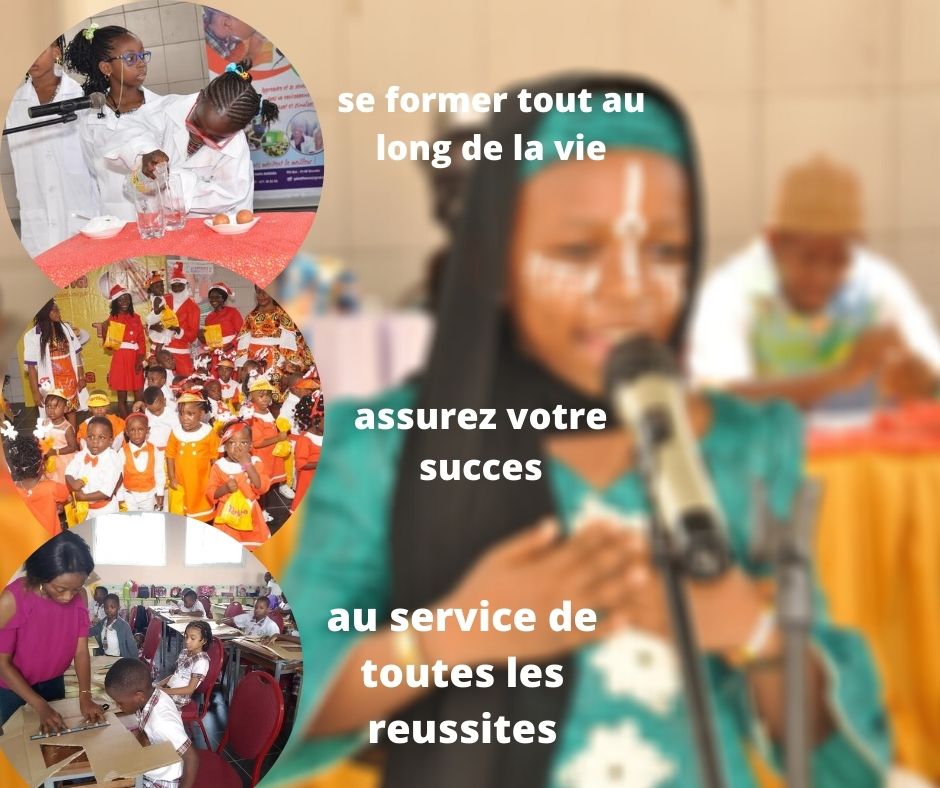 se former tout au
long de la vie
assurez votre
succes
au service de
toutes les
reussites